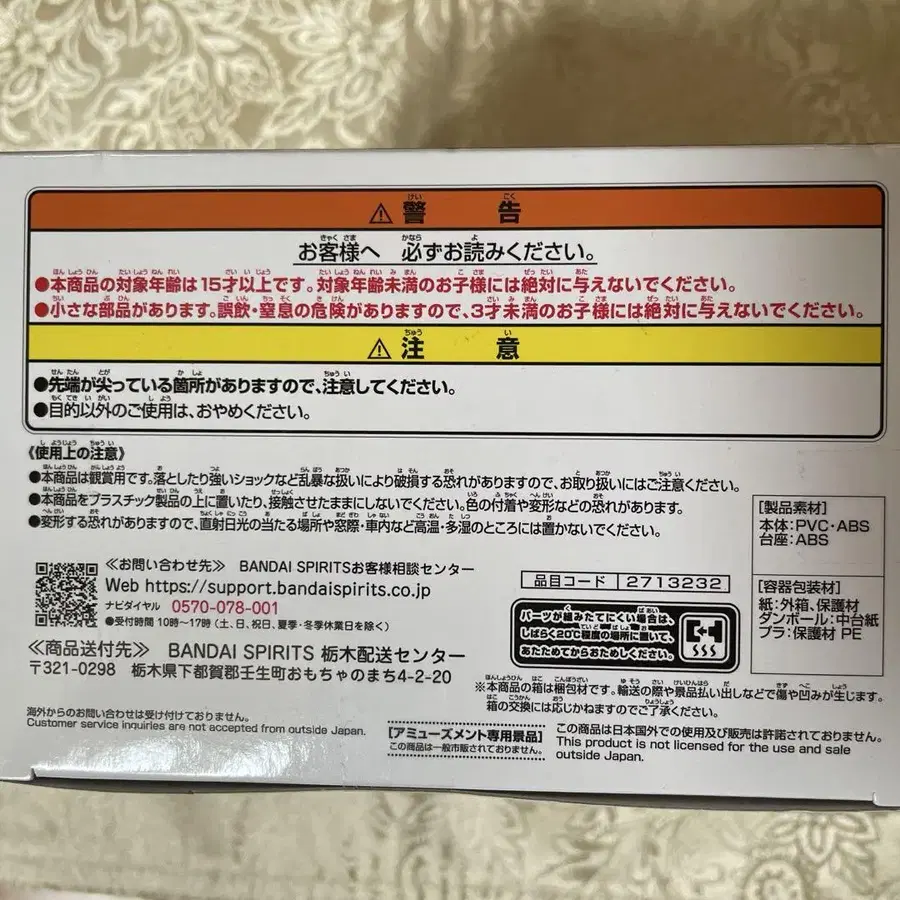 ⚠警告
お客様へ 必ずお読みください。
●本商品の対象年齢は15才以上です。対象年齢未満のお子様には絶対に与えないでください。
●小さな部品があります。誤飲・窒息の危険がありますので、3才未満のお子様には絶対に与えないでください。
⚠注意
●先端が尖っている箇所がありますので、注意してください。
●目的以外のご使用は、おやめください。
《使用上の注意》
●本商品は観賞用です。落としたり強いショックなど乱暴な扱いにより破損する恐れがありますので、お取り扱いにはご注意ください。
●本商品をプラスチック製品の上に置いたり、接触させたままにしないでください。色の付着や変形などの恐れがあります。
●変形する恐れがありますので、直射日光の当たる場所や窓際・車内など高温・多湿のところには置かないでください。
≪お問い合わせ先≫ BANDAI SPIRITSお客様相談センター
Web https://support.bandaispirits.co.jp
ナビダイヤル 0570-078-001
●受付時間 10時〜17時 (土、日、祝日、夏季・冬季休業日を除く)
≪商品送付先≫ BANDAI SPIRITS 栃木配送センター
〒321-0298 栃木県下都賀郡壬生町おもちゃのまち4-2-20
品目コード 2713232
パーツが組みたてにくい場合は、
しばらく20℃程度の場所に置いて、
あたためてからおためしください。
[製品素材]
本体:PVC・ABS
台座:ABS
[容器包装材]
紙:外箱、保護材
ダンボール:中台紙
プラ:保護材 PE
※本商品の箱は梱包材です。輸送の際や景品払い出しなどで傷や凹みが生じます。
箱の交換には応じかねますのでご了承ください。
海外からのお問い合わせは受け付けておりません。
Customer service inquiries are not accepted from outside Japan.
[アミューズメント専用景品]
この商品は一般市販されておりません。
この商品は日本国外での使用及び販売は許諾されておりません。
This product is not licensed for the use and sale
outside Japan.